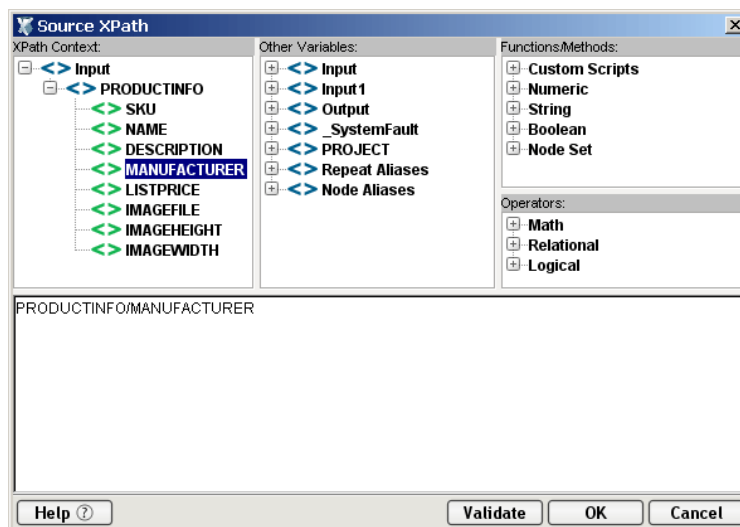 Source XPath
XPath Context:
Input
PRODUCTINFO
SKU
NAME
DESCRIPTION
MANUFACTURER
LISTPRICE
IMAGEFILE
IMAGEHEIGHT
IMAGEWIDTH
Other Variables:
Input
Input1
Output
_SystemFault
PROJECT
Repeat Aliases
Node Aliases
Functions/Methods:
Custom Scripts
Numeric
String
Boolean
Node Set
Operators:
Math
Relational
Logical
PRODUCTINFO/MANUFACTURER
Help ?
Validate
OK
Cancel